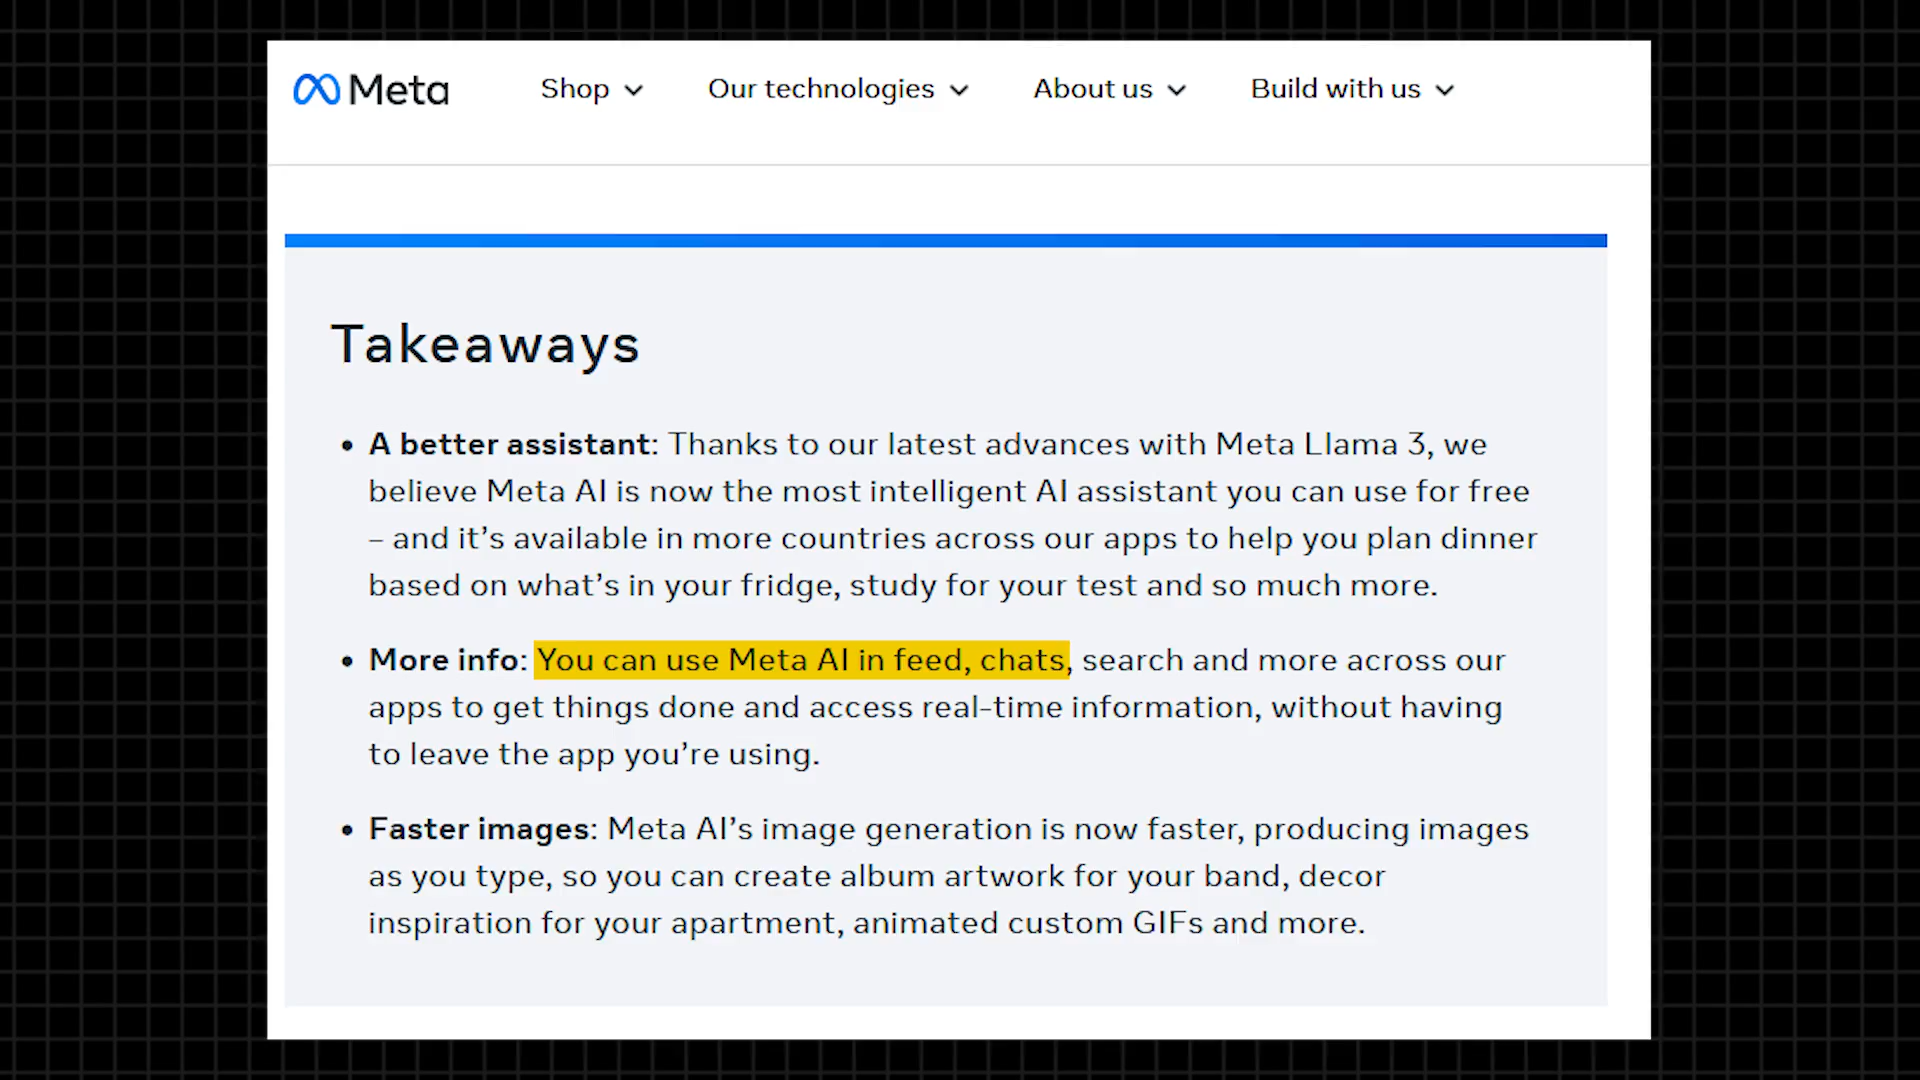 Meta Shop Our technologies About us Build with us
Takeaways
• A better assistant: Thanks to our latest advances with Meta Llama 3, we
believe Meta AI is now the most intelligent AI assistant you can use for free
– and it’s available in more countries across our apps to help you plan dinner
based on what’s in your fridge, study for your test and so much more.
• More info: You can use Meta AI in feed, chats, search and more across our
apps to get things done and access real-time information, without having
to leave the app you’re using.
• Faster images: Meta AI’s image generation is now faster, producing images
as you type, so you can create album artwork for your band, decor
inspiration for your apartment, animated custom GIFs and more.